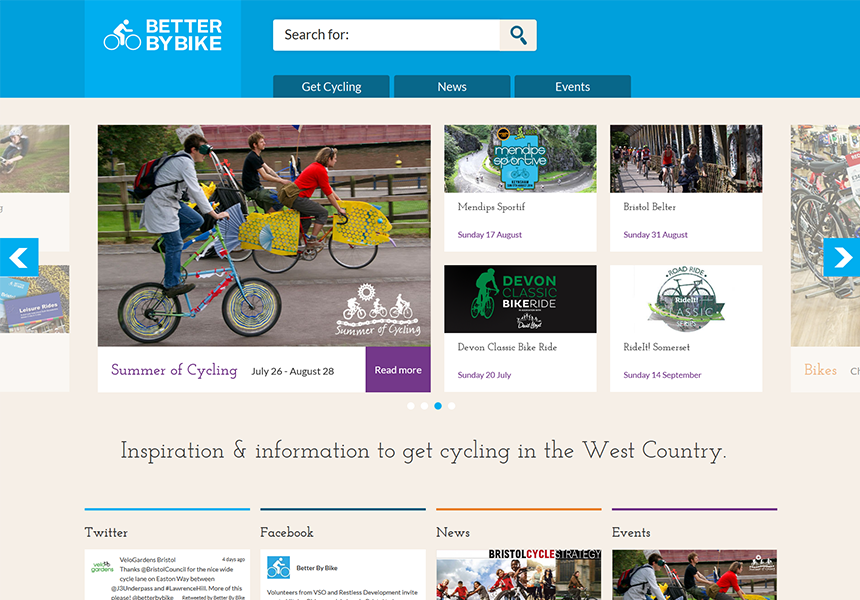 BETTER
BY BIKE
Search for:
Get Cycling
News
Events
Summer of Cycling
Summer of Cycling
July 26 - August 28
Read more
mendips
sportive
Mendips Sportif
Sunday 17 August
Bristol Belter
Sunday 31 August
DEVON
CLASSIC
BIKERIDE
Devon Classic Bike Ride
Sunday 20 July
ROAD RIDE
RideIt!
CLASSIC
SERIES
RideIt! Somerset
Sunday 14 September
Leisure Rides
Bikes
Inspiration & information to get cycling in the West Country.
Twitter
velo
gardens
VeloGardens Bristol
4 days ago
Thanks @BristolCouncil for the nice wide
cycle lane on Easton Way between
@J3Underpass and #LawrenceHill. More of this
please! @betterbybike
Retweeted by Better By Bike
Facebook
Better By Bike
Volunteers from VSO and Restless Development invite
News
BRISTOLCYCLESTRATEGY
Events